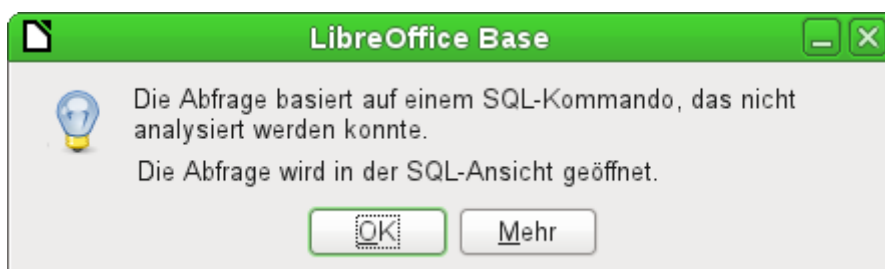 LibreOffice Base
Die Abfrage basiert auf einem SQL-Kommando, das nicht
analysiert werden konnte.
Die Abfrage wird in der SQL-Ansicht geöffnet.
OK
Mehr